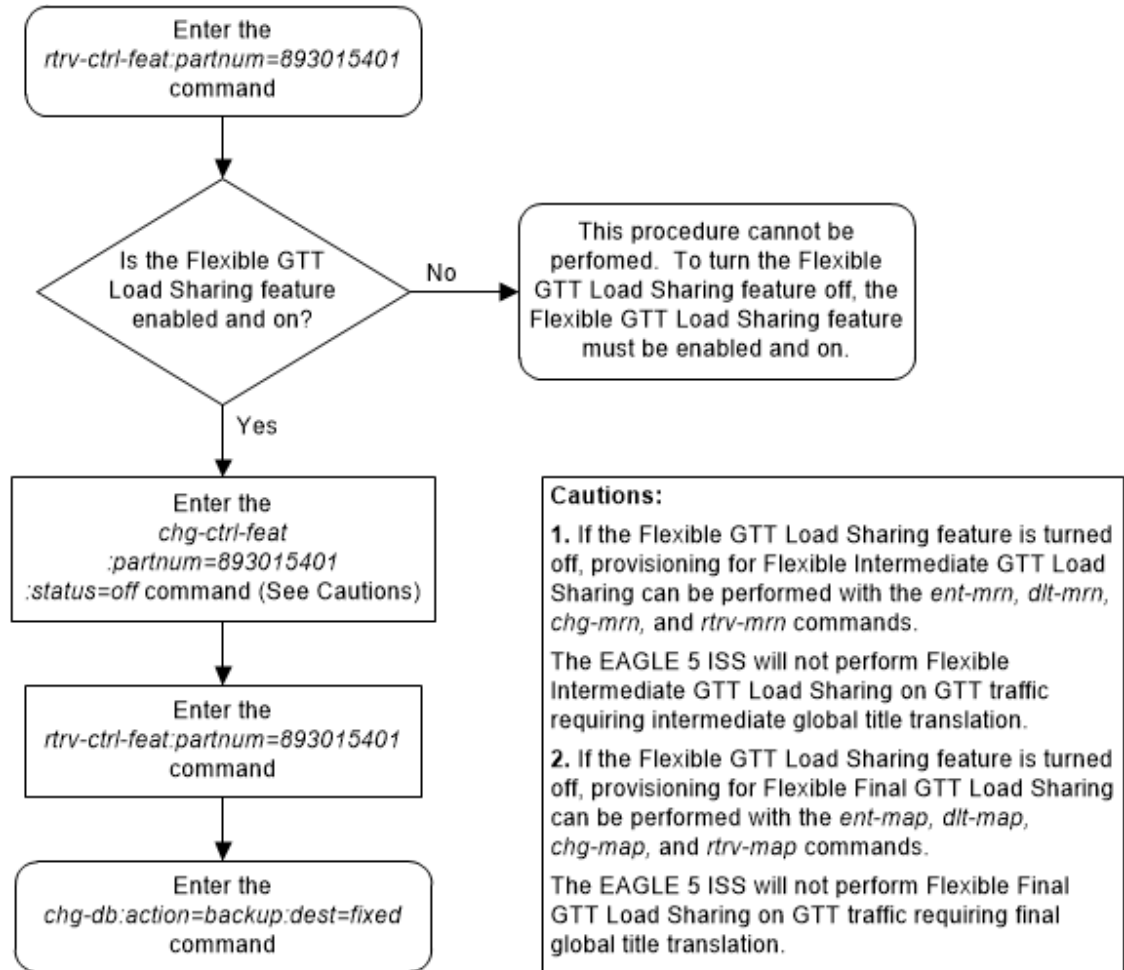 Enter the
rtrv-ctrl-feat:partnum=893015401
command
Is the Flexible GTT
Load Sharing feature
enabled and on?
No
This procedure cannot be
perfomed. To turn the Flexible
GTT Load Sharing feature off, the
Flexible GTT Load Sharing feature
must be enabled and on.
Yes
Enter the
chg-ctrl-feat
:partnum=893015401
:status=off command (See Cautions)
Enter the
rtrv-ctrl-feat:partnum=893015401
command
Enter the
chg-db:action=backup:dest=fixed
command
Cautions:
1. If the Flexible GTT Load Sharing feature is turned
off, provisioning for Flexible Intermediate GTT Load
Sharing can be performed with the ent-mrn, dlt-mrn,
chg-mrn, and rtrv-mrn commands.
The EAGLE 5 ISS will not perform Flexible
Intermediate GTT Load Sharing on GTT traffic
requiring intermediate global title translation.
2. If the Flexible GTT Load Sharing feature is turned
off, provisioning for Flexible Final GTT Load Sharing
can be performed with the ent-map, dlt-map,
chg-map, and rtrv-map commands.
The EAGLE 5 ISS will not perform Flexible Final
GTT Load Sharing on GTT traffic requiring final
global title translation.